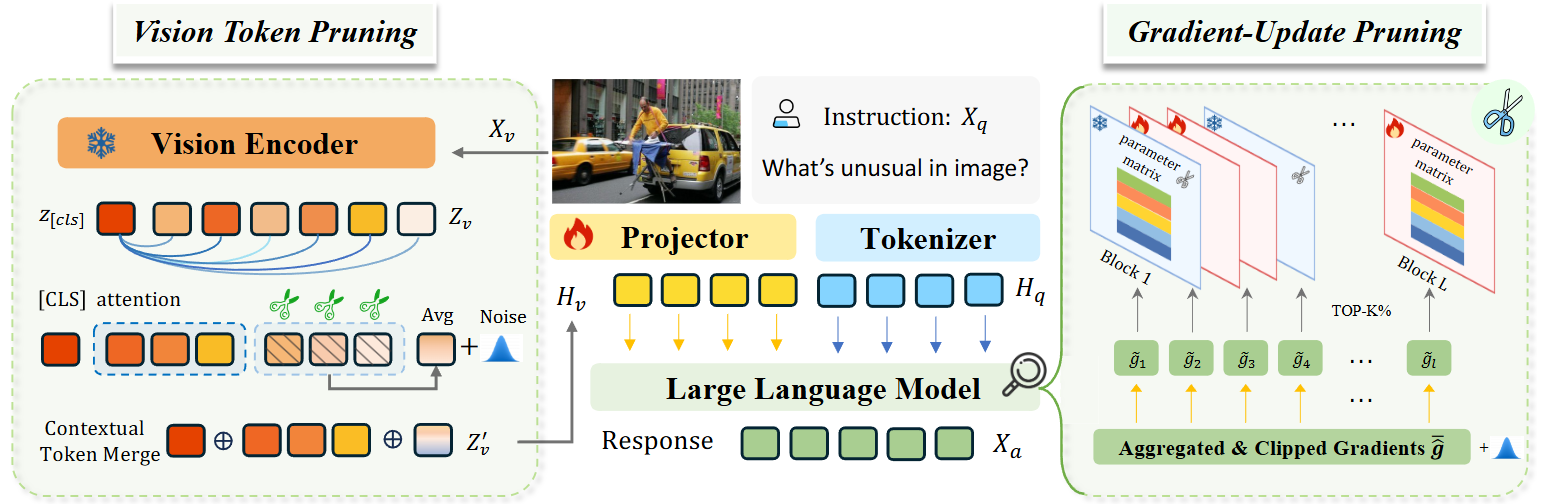 Vision Token Pruning
Vision Encoder
X_v
z_[cls]
Z_v
[CLS] attention
Avg
Noise
+
Contextual
Token Merge
⊕
⊕
Z'_v
Instruction: X_q
What's unusual in image?
Projector
Tokenizer
H_v
H_q
Large Language Model
Response
X_a
Gradient-Update Pruning
parameter
matrix
Block 1
...
parameter
matrix
Block L
TOP-K%
g̃_1
g̃_2
g̃_3
g̃_4
...
g̃_l
...
Aggregated & Clipped Gradients g̅̃
+